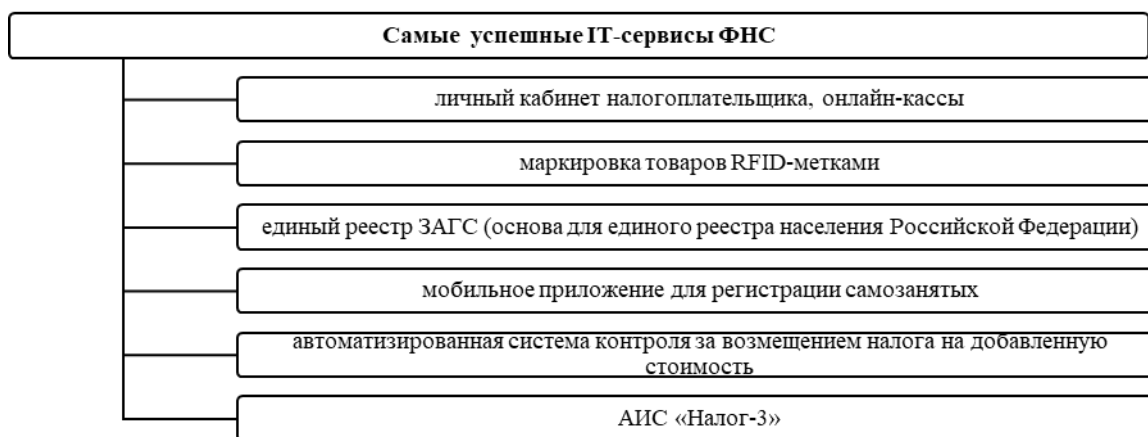 Самые успешные IT-сервисы ФНС
личный кабинет налогоплательщика, онлайн-кассы
маркировка товаров RFID-метками
единый реестр ЗАГС (основа для единого реестра населения Российской Федерации)
мобильное приложение для регистрации самозанятых
автоматизированная система контроля за возмещением налога на добавленную
стоимость
АИС «Налог-3»